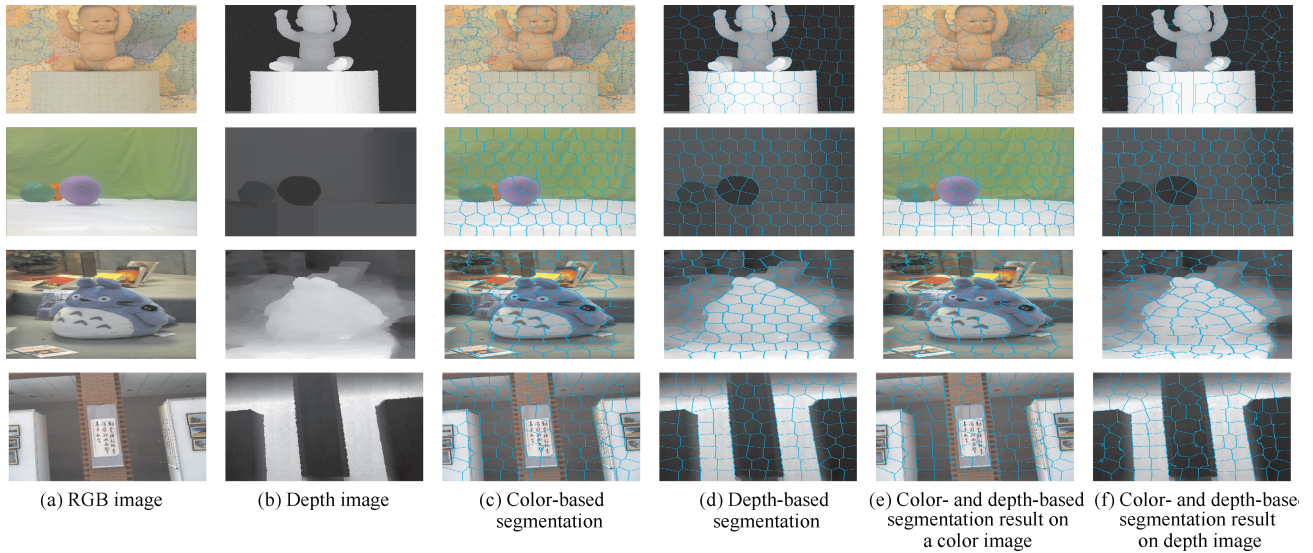 (a) RGB image
(b) Depth image
(c) Color-based
segmentation
(d) Depth-based
segmentation
(e) Color- and depth-based
segmentation result on
a color image
(f) Color- and depth-base
segmentation result
on depth image